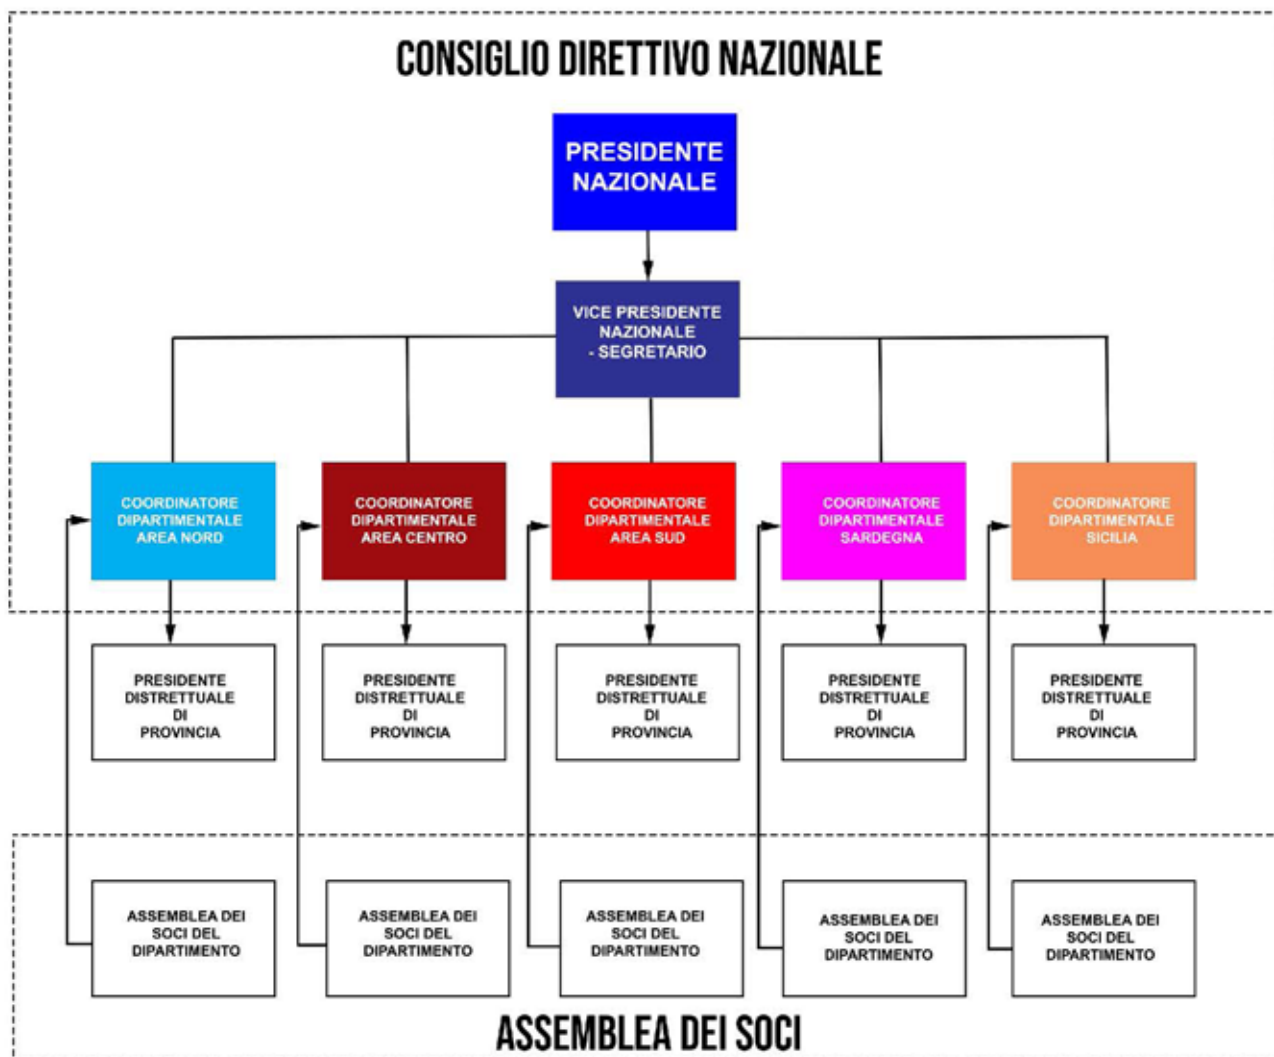 CONSIGLIO DIRETTIVO NAZIONALE
PRESIDENTE
NAZIONALE
VICE PRESIDENTE
NAZIONALE
- SEGRETARIO
COORDINATORE
DIPARTIMENTALE
AREA NORD
COORDINATORE
DIPARTIMENTALE
AREA CENTRO
COORDINATORE
DIPARTIMENTALE
AREA SUD
COORDINATORE
DIPARTIMENTALE
SARDEGNA
COORDINATORE
DIPARTIMENTALE
SICILIA
PRESIDENTE
DISTRETTUALE
DI
PROVINCIA
PRESIDENTE
DISTRETTUALE
DI
PROVINCIA
PRESIDENTE
DISTRETTUALE
DI
PROVINCIA
PRESIDENTE
DISTRETTUALE
DI
PROVINCIA
PRESIDENTE
DISTRETTUALE
DI
PROVINCIA
ASSEMBLEA DEI
SOCI DEL
DIPARTIMENTO
ASSEMBLEA DEI
SOCI DEL
DIPARTIMENTO
ASSEMBLEA DEI
SOCI DEL
DIPARTIMENTO
ASSEMBLEA DEI
SOCI DEL
DIPARTIMENTO
ASSEMBLEA DEI
SOCI DEL
DIPARTIMENTO
ASSEMBLEA DEI SOCI